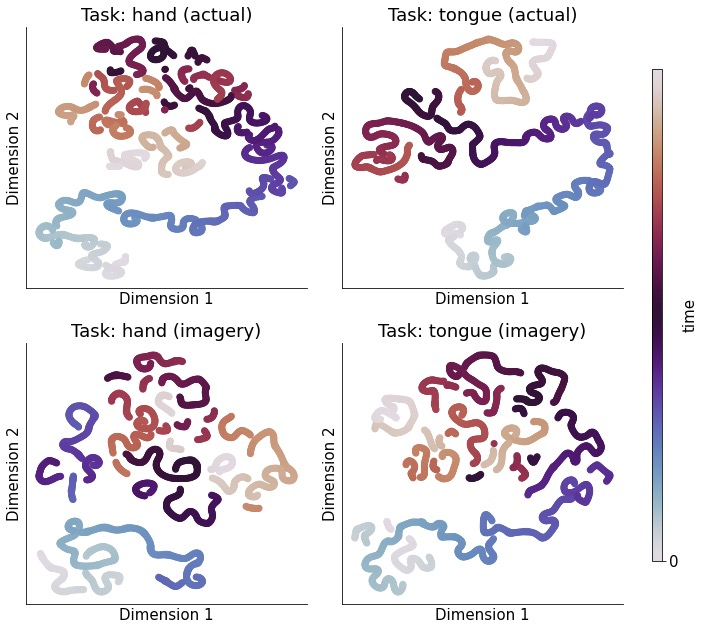 Task: hand (actual)
Task: tongue (actual)
Dimension 2
Dimension 1
Dimension 2
Dimension 1
Task: hand (imagery)
Task: tongue (imagery)
Dimension 2
Dimension 1
Dimension 2
Dimension 1
time
0